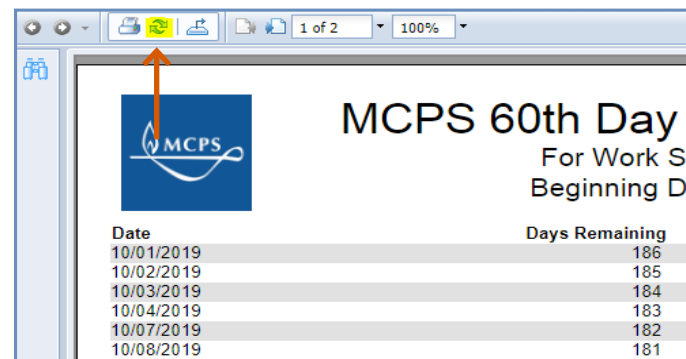 1 of 2 100%
MCPS
MCPS 60th Day
For Work S
Beginning D
Date Days Remaining
10/01/2019 186
10/02/2019 185
10/03/2019 184
10/04/2019 183
10/07/2019 182
10/08/2019 181